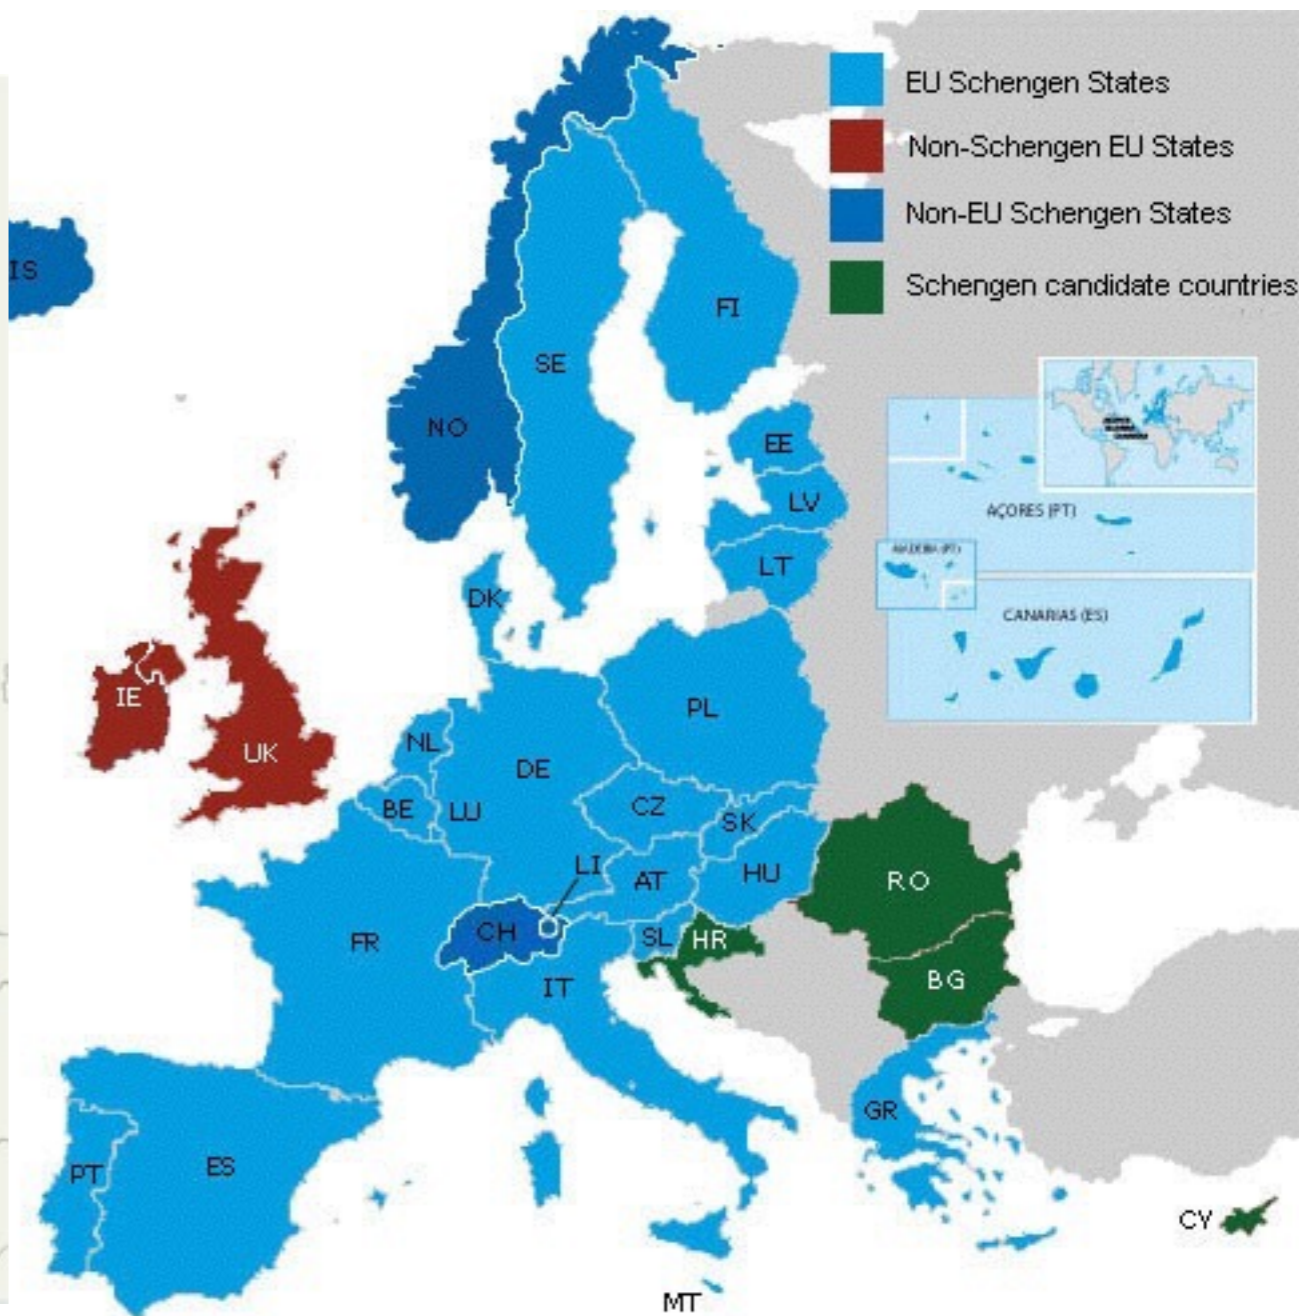 EU Schengen States
Non-Schengen EU States
Non-EU Schengen States
Schengen candidate countries
IS
FI
SE
NO
EE
LV
AÇORES (PT)
MADEIRA (PT)
LT
DK
CANARIAS (ES)
IE
PL
NL
UK
DE
BE
LU
CZ
SK
LI
HU
AT
RO
CH
FR
SL
HR
IT
BG
GR
PT
ES
CY
MT